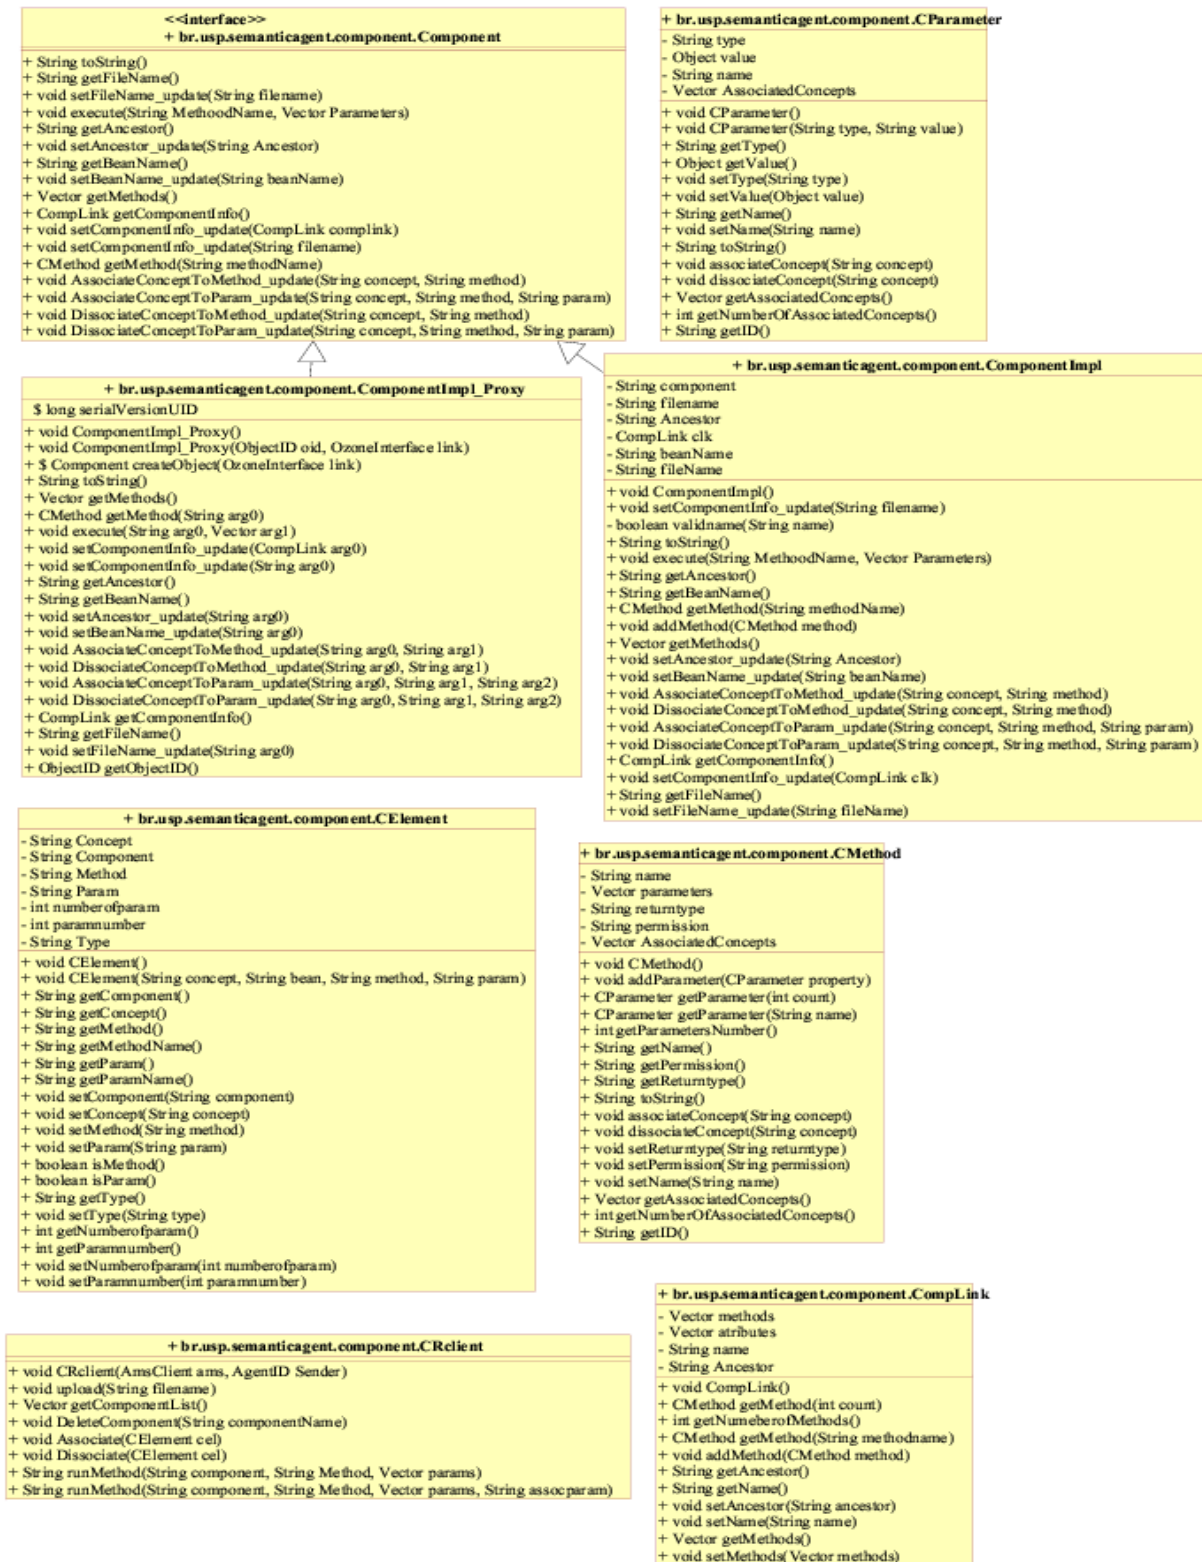 <<interface>>
+ br.usp.semanticagent.component.Component
+ String toString()
+ String getFileName()
+ void setFileName_update(String filename)
+ void execute(String MethoodName, Vector Parameters)
+ String getAncestor()
+ void setAncestor_update(String Ancestor)
+ String getBeanName()
+ void setBeanName_update(String beanName)
+ Vector getMethods()
+ CompLink getComponentInfo()
+ void setComponentInfo_update(CompLink complink)
+ void setComponentInfo_update(String filename)
+ CMethod getMethod(String methodName)
+ void AssociateConceptToMethod_update(String concept, String method)
+ void AssociateConceptToParam_update(String concept, String method, String param)
+ void DissociateConceptToMethod_update(String concept, String method)
+ void DissociateConceptToParam_update(String concept, String method, String param)
+ br.usp.semanticagent.component.CParameter
- String type
- Object value
- String name
- Vector AssociatedConcepts
+ void CParameter()
+ void CParameter(String type, String value)
+ String getType()
+ Object getValue()
+ void setType(String type)
+ void setValue(Object value)
+ String getName()
+ void setName(String name)
+ String toString()
+ void associateConcept(String concept)
+ void dissociateConcept(String concept)
+ Vector getAssociatedConcepts()
+ int getNumberOfAssociatedConcepts()
+ String getID()
+ br.usp.semanticagent.component.ComponentImpl_Proxy
$ long serialVersionUID
+ void ComponentImpl_Proxy()
+ void ComponentImpl_Proxy(ObjectID oid, OzoneInterface link)
+ $ Component createObject(OzoneInterface link)
+ String toString()
+ Vector getMethods()
+ CMethod getMethod(String arg0)
+ void execute(String arg0, Vector arg1)
+ void setComponentInfo_update(CompLink arg0)
+ void setComponentInfo_update(String arg0)
+ String getAncestor()
+ String getBeanName()
+ void setAncestor_update(String arg0)
+ void setBeanName_update(String arg0)
+ void AssociateConceptToMethod_update(String arg0, String arg1)
+ void DissociateConceptToMethod_update(String arg0, String arg1)
+ void AssociateConceptToParam_update(String arg0, String arg1, String arg2)
+ void DissociateConceptToParam_update(String arg0, String arg1, String arg2)
+ CompLink getComponentInfo()
+ String getFileName()
+ void setFileName_update(String arg0)
+ ObjectID getObjectID()
+ br.usp.semanticagent.component.ComponentImpl
- String component
- String filename
- String Ancestor
- CompLink clk
- String beanName
- String fileName
+ void ComponentImpl()
+ void setComponentInfo_update(String filename)
- boolean validname(String name)
+ String toString()
+ void execute(String MethoodName, Vector Parameters)
+ String getAncestor()
+ String getBeanName()
+ CMethod getMethod(String methodName)
+ void addMethod(CMethod method)
+ Vector getMethods()
+ void setAncestor_update(String Ancestor)
+ void setBeanName_update(String beanName)
+ void AssociateConceptToMethod_update(String concept, String method)
+ void DissociateConceptToMethod_update(String concept, String method)
+ void AssociateConceptToParam_update(String concept, String method, String param)
+ void DissociateConceptToParam_update(String concept, String method, String param)
+ CompLink getComponentInfo()
+ void setComponentInfo_update(CompLink clk)
+ String getFileName()
+ void setFileName_update(String fileName)
+ br.usp.semanticagent.component.CElement
- String Concept
- String Component
- String Method
- String Param
- int numberofparam
- int paramnumber
- String Type
+ void CElement()
+ void CElement(String concept, String bean, String method, String param)
+ String getComponent()
+ String getConcept()
+ String getMethod()
+ String getMethodName()
+ String getParam()
+ String getParamName()
+ void setComponent(String component)
+ void setConcept(String concept)
+ void setMethod(String method)
+ void setParam(String param)
+ boolean isMethod()
+ boolean isParam()
+ String getType()
+ void setType(String type)
+ int getNumberofparam()
+ int getParamnumber()
+ void setNumberofparam(int numberofparam)
+ void setParamnumber(int paramnumber)
+ br.usp.semanticagent.component.CMethod
- String name
- Vector parameters
- String returntype
- String permission
- Vector AssociatedConcepts
+ void CMethod()
+ void addParameter(CParameter property)
+ CParameter getParameter(int count)
+ CParameter getParameter(String name)
+ int getParametersNumber()
+ String getName()
+ String getPermission()
+ String getReturntype()
+ String toString()
+ void associateConcept(String concept)
+ void dissociateConcept(String concept)
+ void setReturntype(String returntype)
+ void setPermission(String permission)
+ void setName(String name)
+ Vector getAssociatedConcepts()
+ int getNumberOfAssociatedConcepts()
+ String getID()
+ br.usp.semanticagent.component.CRclient
+ void CRclient(AmsClient ams, AgentID Sender)
+ void upload(String filename)
+ Vector getComponentList()
+ void DeleteComponent(String componentName)
+ void Associate(CElement cel)
+ void Dissociate(CElement cel)
+ String runMethod(String component, String Method, Vector params)
+ String runMethod(String component, String Method, Vector params, String assocparam)
+ br.usp.semanticagent.component.CompLink
- Vector methods
- Vector atributes
- String name
- String Ancestor
+ void CompLink()
+ CMethod getMethod(int count)
+ int getNumeberofMethods()
+ CMethod getMethod(String methodname)
+ void addMethod(CMethod method)
+ String getAncestor()
+ String getName()
+ void setAncestor(String ancestor)
+ void setName(String name)
+ Vector getMethods()
+ void setMethods(Vector methods)